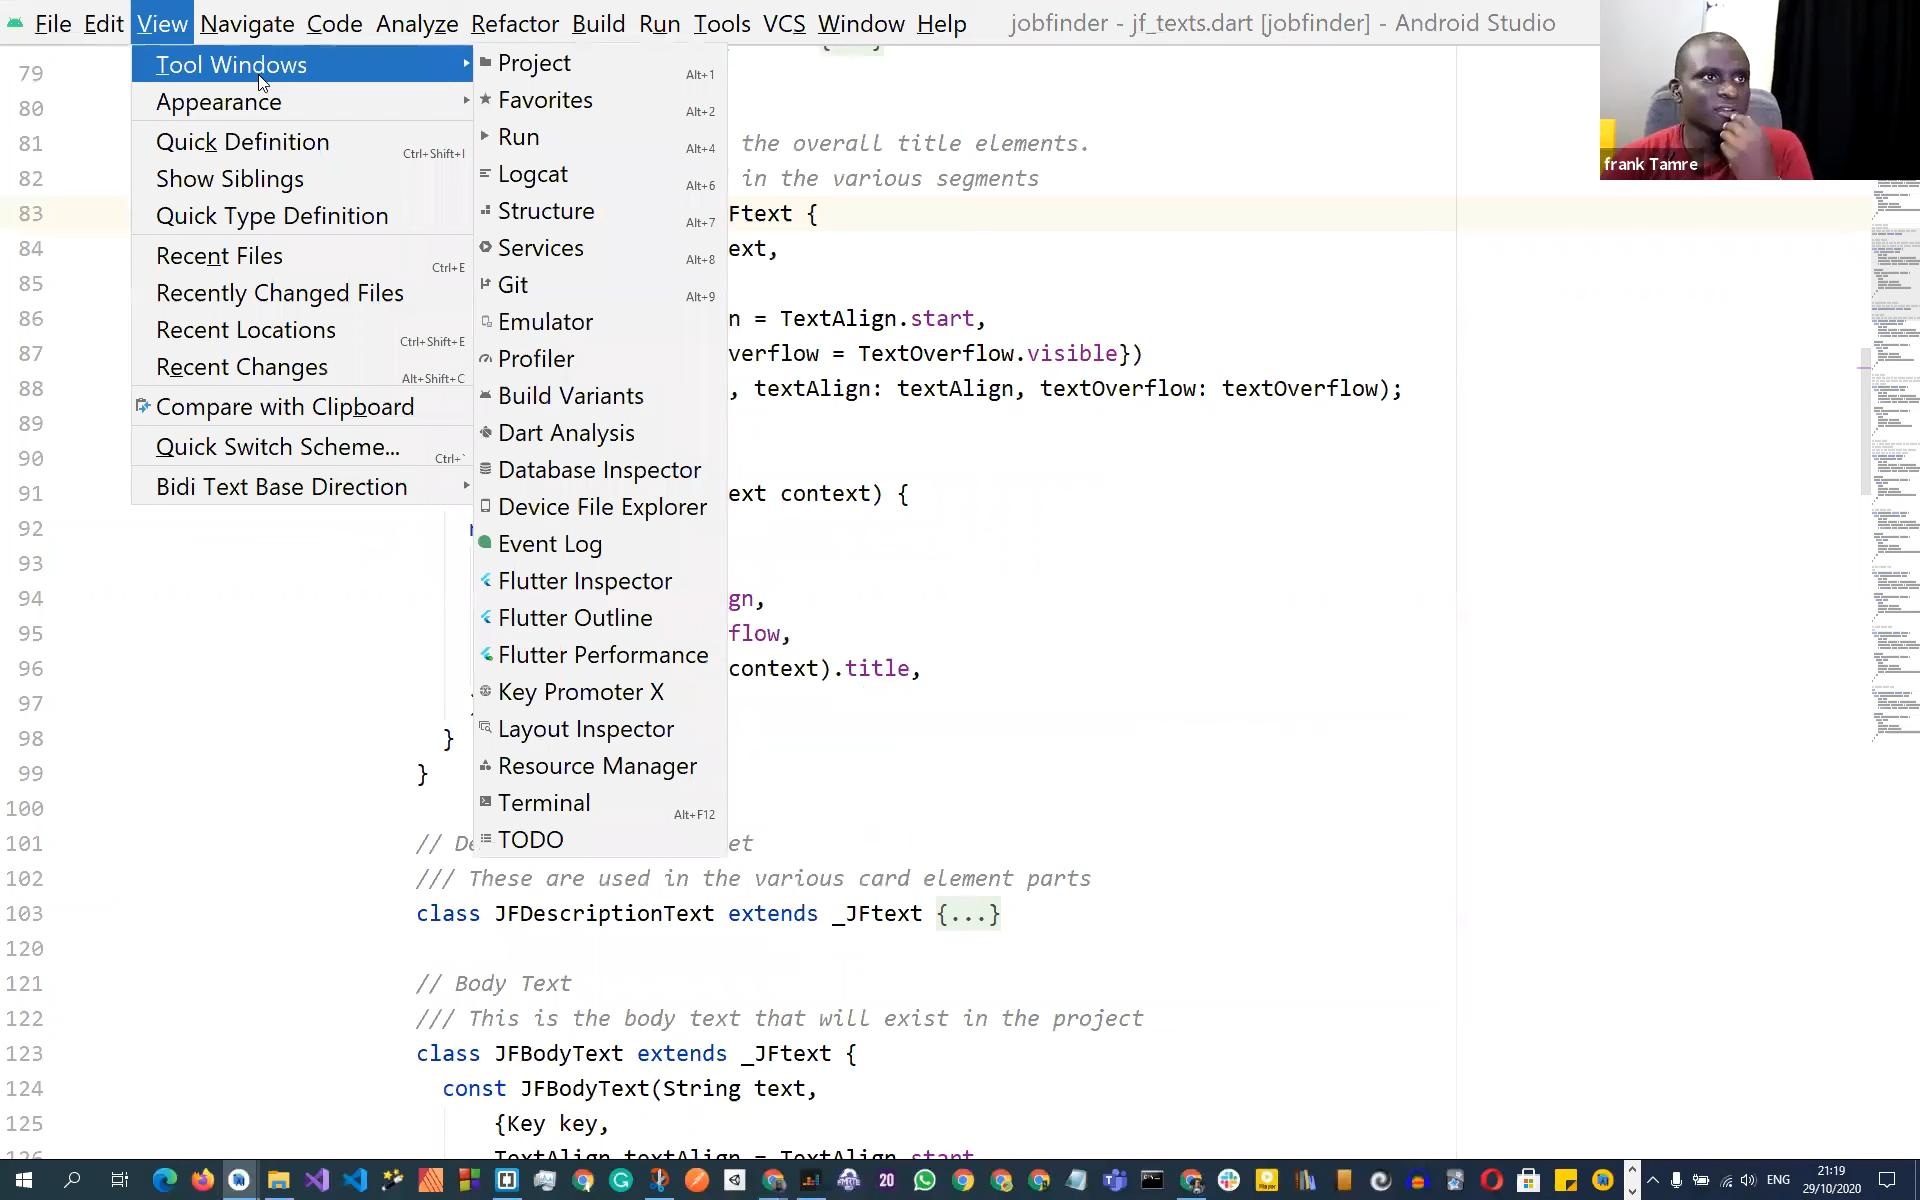 File Edit View Navigate Code Analyze Refactor Build Run Tools VCS Window Help jobfinder - jf_texts.dart [jobfinder] - Android Studio
frank Tamre
Tool Windows
Appearance
Quick Definition Ctrl+Shift+I
Show Siblings
Quick Type Definition
Recent Files Ctrl+E
Recently Changed Files
Recent Locations Ctrl+Shift+E
Recent Changes Alt+Shift+C
Compare with Clipboard
Quick Switch Scheme... Ctrl+`
Bidi Text Base Direction
Project Alt+1
Favorites Alt+2
Run Alt+4
Logcat Alt+6
Structure Alt+7
Services Alt+8
Git Alt+9
Emulator
Profiler
Build Variants
Dart Analysis
Database Inspector
Device File Explorer
Event Log
Flutter Inspector
Flutter Outline
Flutter Performance
Key Promoter X
Layout Inspector
Resource Manager
Terminal Alt+F12
TODO
79
80
81 the overall title elements.
82 in the various segments
83 Ftext {
84 ext,
85
86 n = TextAlign.start,
87 verflow = TextOverflow.visible})
88 , textAlign: textAlign, textOverflow: textOverflow);
89
90
91 ext context) {
92
93
94 gn,
95 flow,
96 context).title,
97
98 }
99 }
100
101 // De et
102 /// These are used in the various card element parts
103 class JFDescriptionText extends _JFtext {...}
120
121 // Body Text
122 /// This is the body text that will exist in the project
123 class JFBodyText extends _JFtext {
124 const JFBodyText(String text,
125 {Key key,
126 TextAlign textAlign = TextAlign.start
20
ENG
21:19
29/10/2020